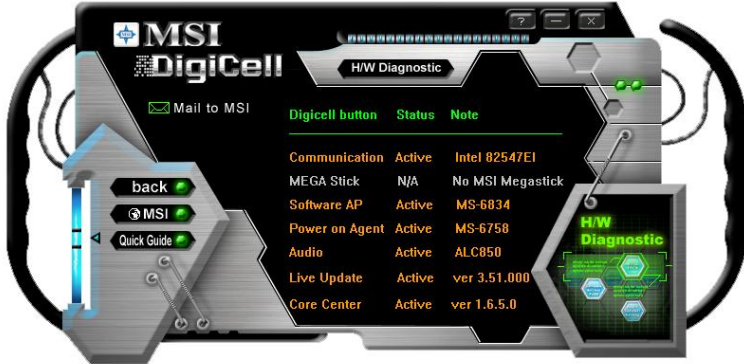 MSI
DigiCell
H/W Diagnostic
Mail to MSI
Digicell button Status Note
Communication Active Intel 82547EI
MEGA Stick N/A No MSI Megastick
Software AP Active MS-6834
Power on Agent Active MS-6758
Audio Active ALC850
Live Update Active ver 3.51.000
Core Center Active ver 1.6.5.0
back
MSI
Quick Guide
H/W
Diagnostic